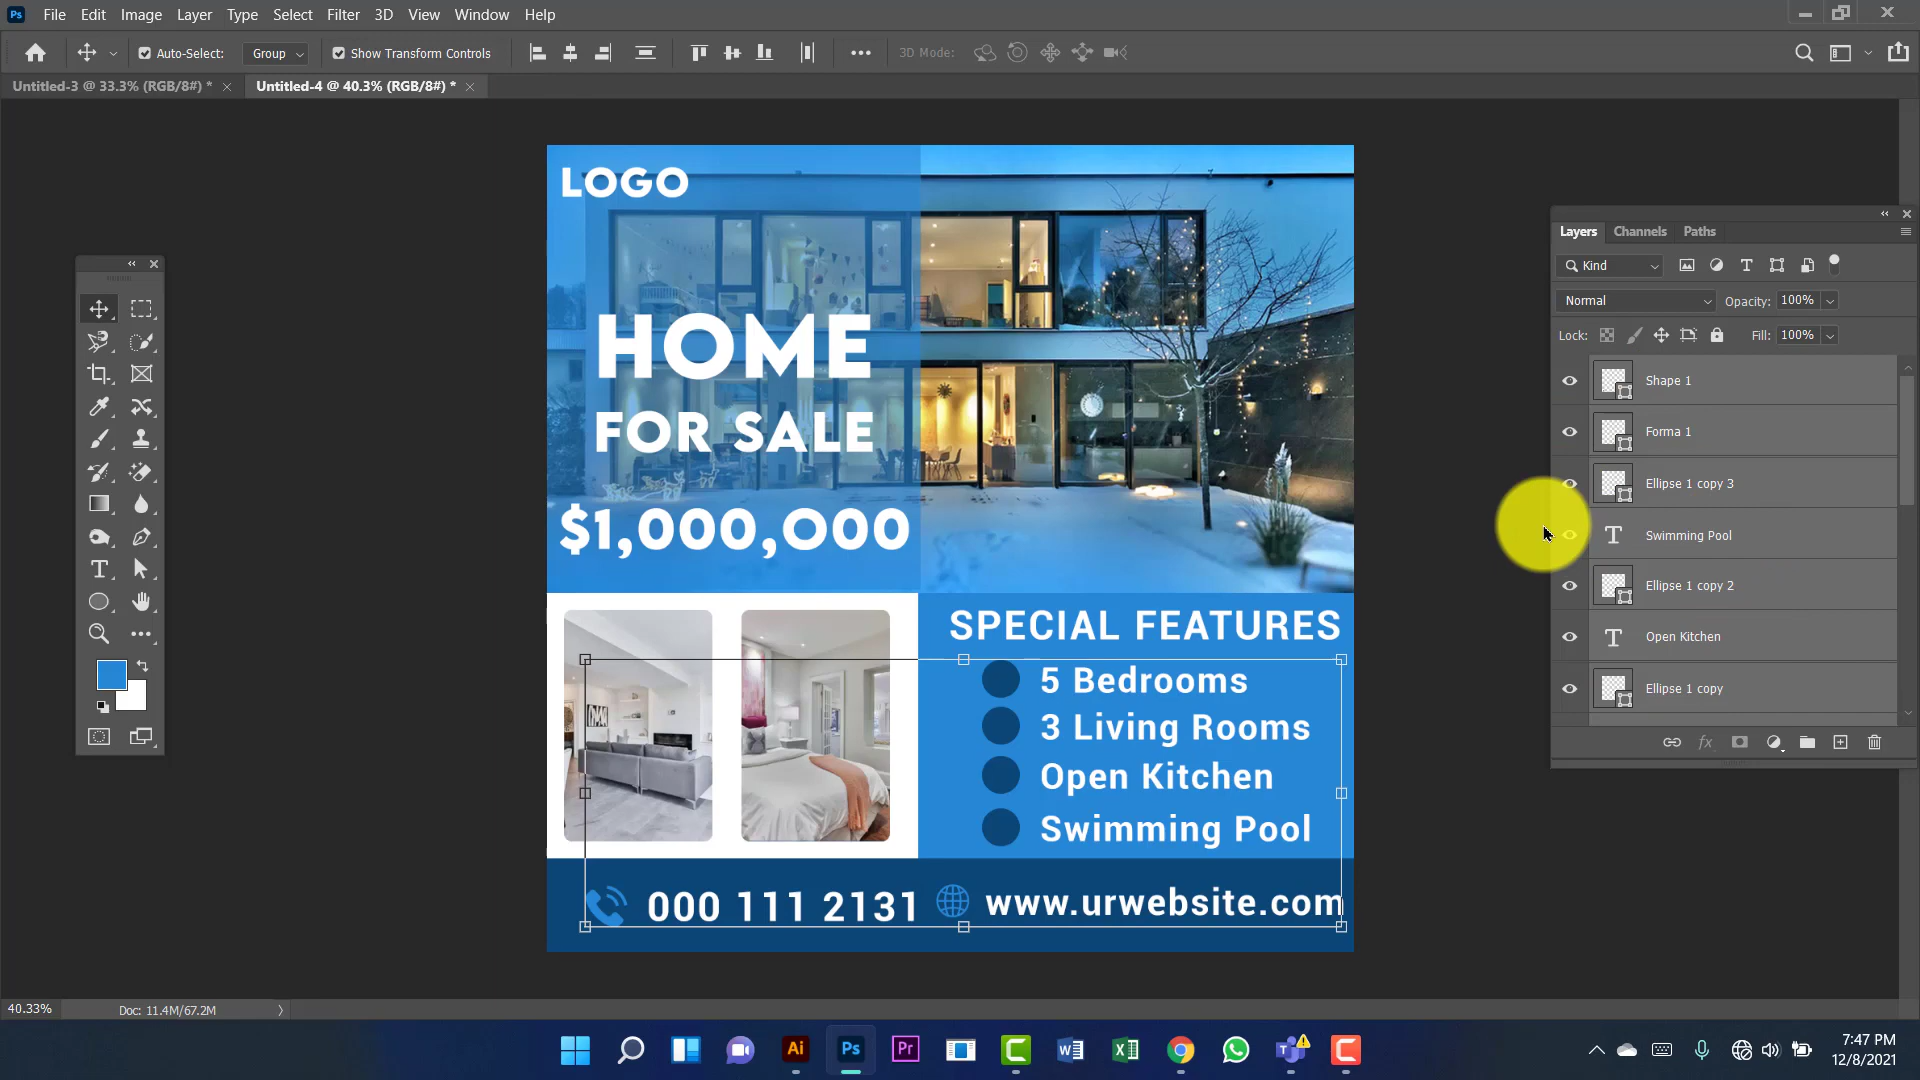 Ps File Edit Image Layer Type Select Filter 3D View Window Help
Auto-Select: Group Show Transform Controls 3D Mode:
Untitled-3 @ 33.3% (RGB/8#) * Untitled-4 @ 40.3% (RGB/8#) *
LOGO
HOME
FOR SALE
$1,000,000
SPECIAL FEATURES
5 Bedrooms
3 Living Rooms
Open Kitchen
Swimming Pool
000 111 2131 www.urwebsite.com
Layers Channels Paths
Kind
Normal Opacity: 100%
Lock: Fill: 100%
Shape 1
Forma 1
Ellipse 1 copy 3
Swimming Pool
Ellipse 1 copy 2
Open Kitchen
Ellipse 1 copy
40.33% Doc: 11.4M/67.2M
Ai Ps Pr
7:47 PM
12/8/2021